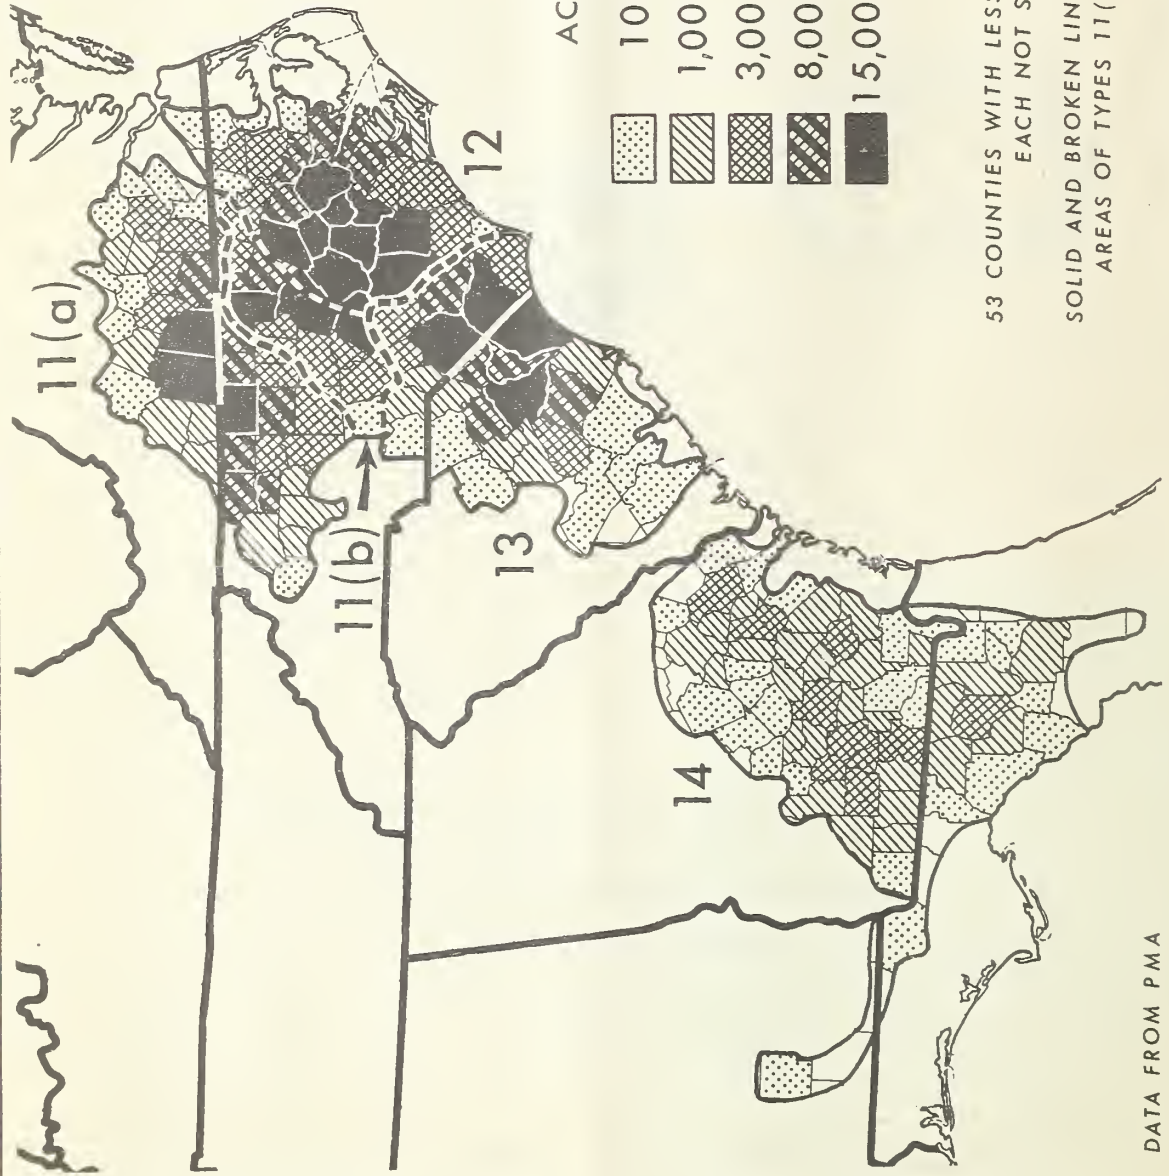 11(a)
12
11(b)
13
14
AC
10
1,00
3,00
8,00
15,000
53 COUNTIES WITH LESS
EACH NOT S
SOLID AND BROKEN LIN
AREAS OF TYPES 11(
DATA FROM PMA